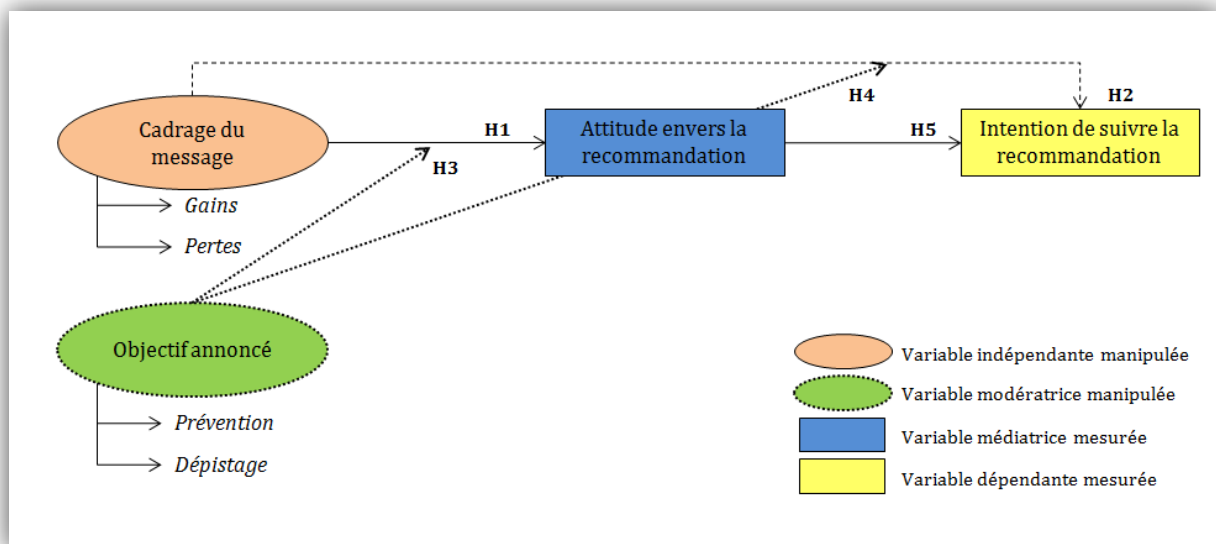 H4
H2
Cadrage du
message
H1
Attitude envers la
recommandation
H5
Intention de suivre la
recommandation
H3
Gains
Pertes
Objectif annoncé
Prévention
Dépistage
Variable indépendante manipulée
Variable modératrice manipulée
Variable médiatrice mesurée
Variable dépendante mesurée